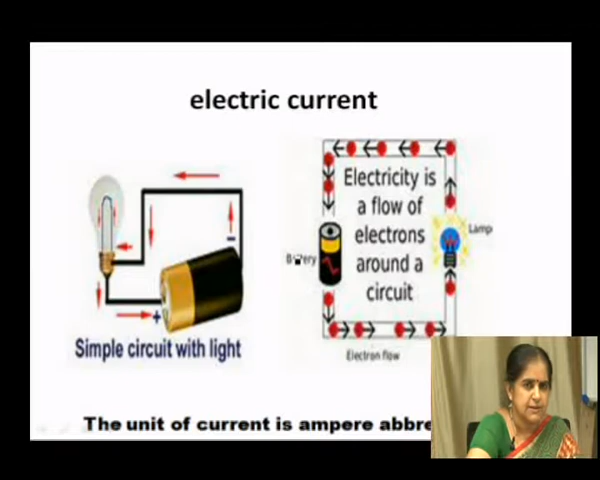 electric current
Electricity is
a flow of
electrons
around a
circuit
Lamp
-
+
Simple circuit with light
Electron flow
The unit of current is ampere abbre